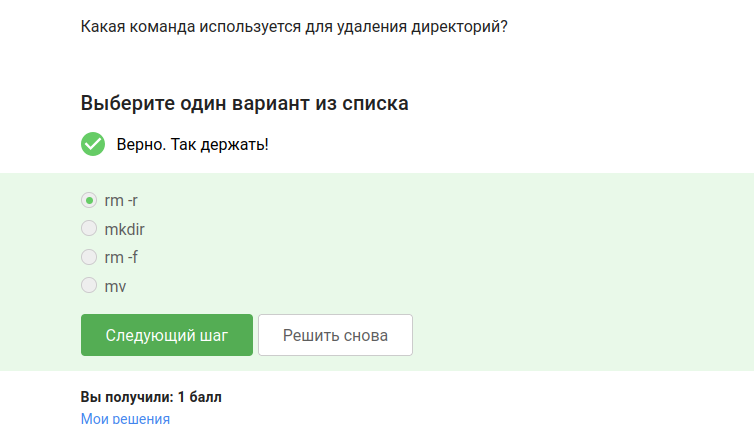 Какая команда используется для удаления директорий?
Выберите один вариант из списка
Верно. Так держать!
rm -r
mkdir
rm -f
mv
Следующий шаг Решить снова
Вы получили: 1 балл
Мои решения